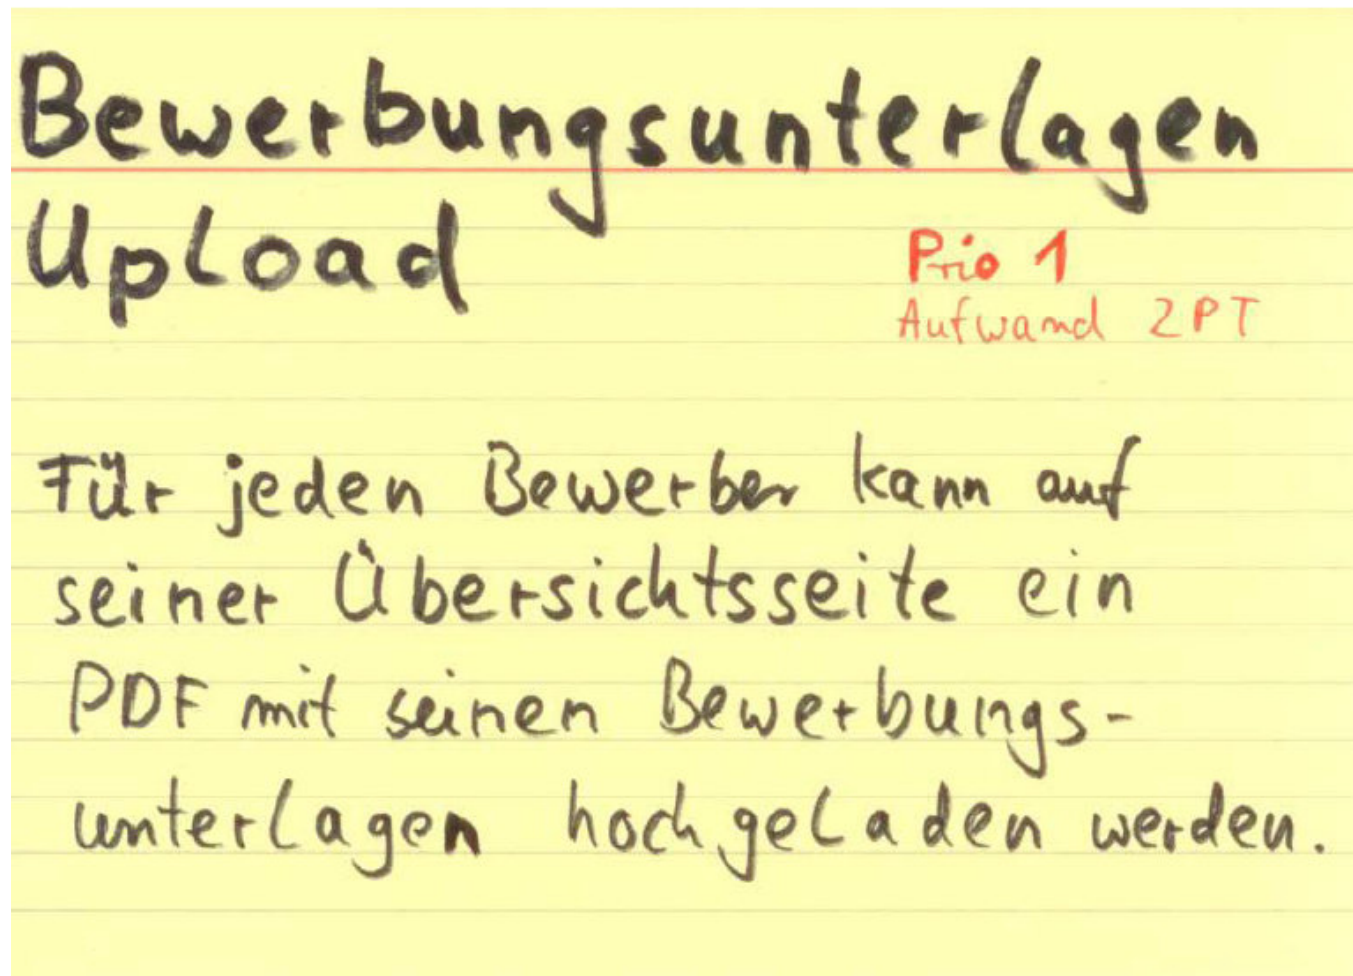 Bewerbungsunterlagen
Upload
Prio 1
Aufwand 2PT
Für jeden Bewerber kann auf
seiner Übersichtsseite ein
PDF mit seinen Bewerbungs-
unterlagen hochgeladen werden.